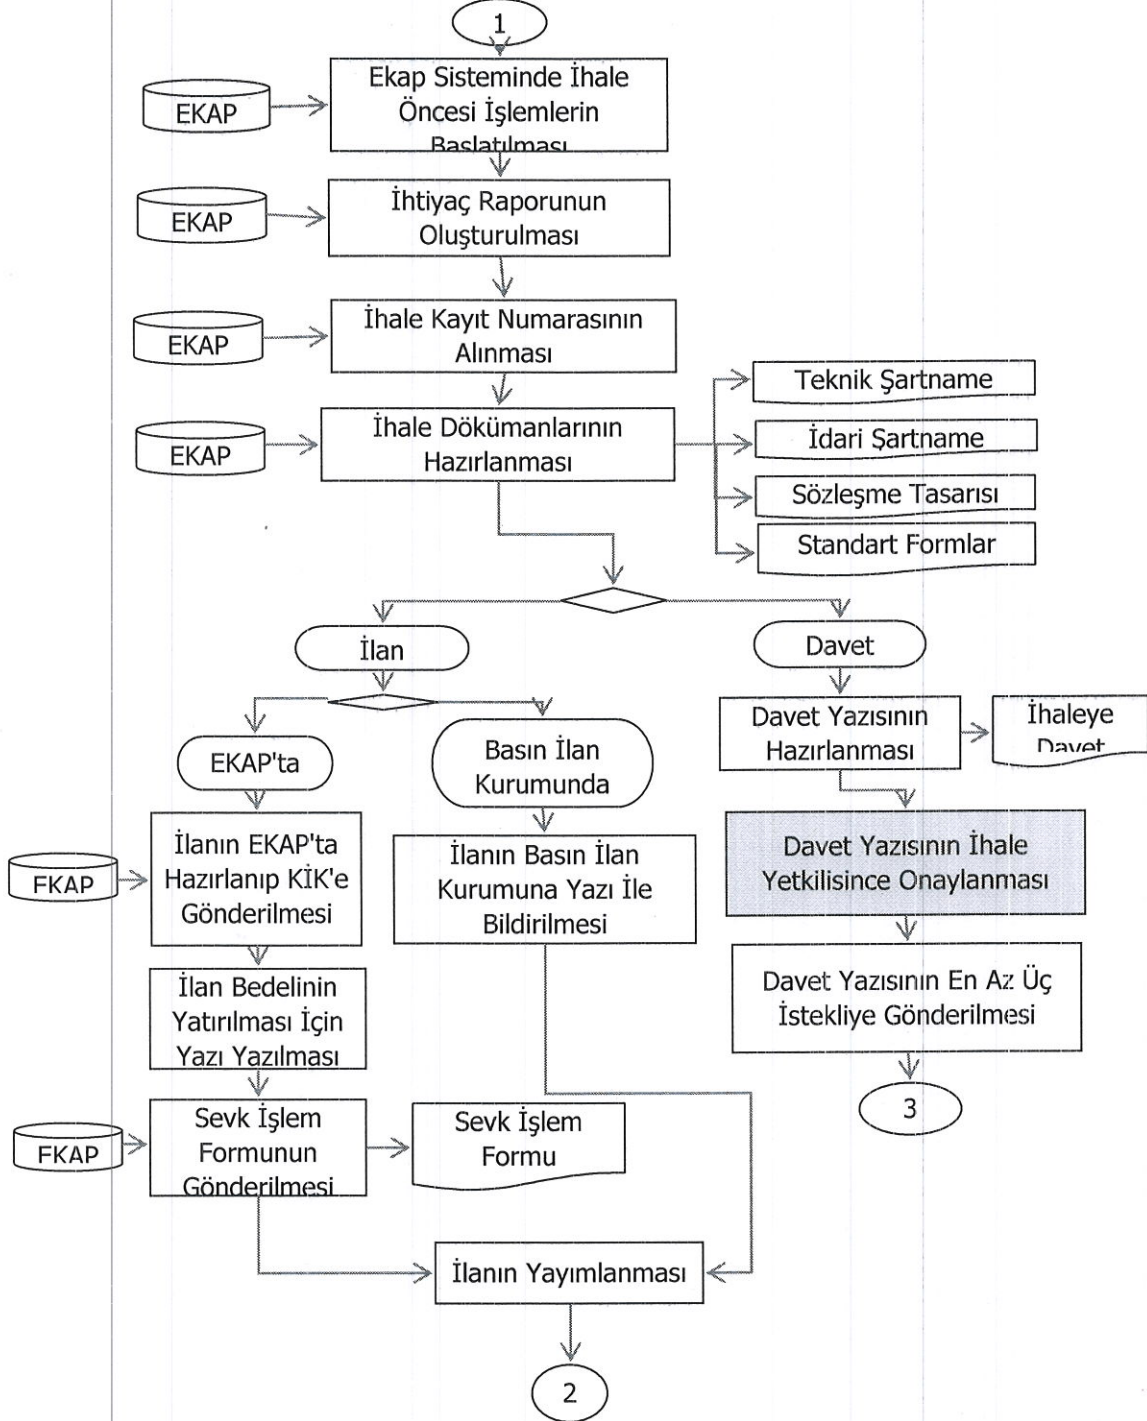 1
EKAP
Ekap Sisteminde İhale
Öncesi İşlemlerin
Başlatılması
EKAP
İhtiyaç Raporunun
Oluşturulması
EKAP
İhale Kayıt Numarasının
Alınması
EKAP
İhale Dökümanlarının
Hazırlanması
Teknik Şartname
İdari Şartname
Sözleşme Tasarısı
Standart Formlar
İlan
Davet
EKAP'ta
Basın İlan
Kurumunda
Davet Yazısının
Hazırlanması
İhaleye
Davet
FKAP
İlanın EKAP'ta
Hazırlanıp KİK'e
Gönderilmesi
İlanın Basın İlan
Kurumuna Yazı İle
Bildirilmesi
Davet Yazısının İhale
Yetkilisince Onaylanması
İlan Bedelinin
Yatırılması İçin
Yazı Yazılması
Davet Yazısının En Az Üç
İstekliye Gönderilmesi
3
FKAP
Sevk İşlem
Formunun
Gönderilmesi
Sevk İşlem
Formu
İlanın Yayımlanması
2